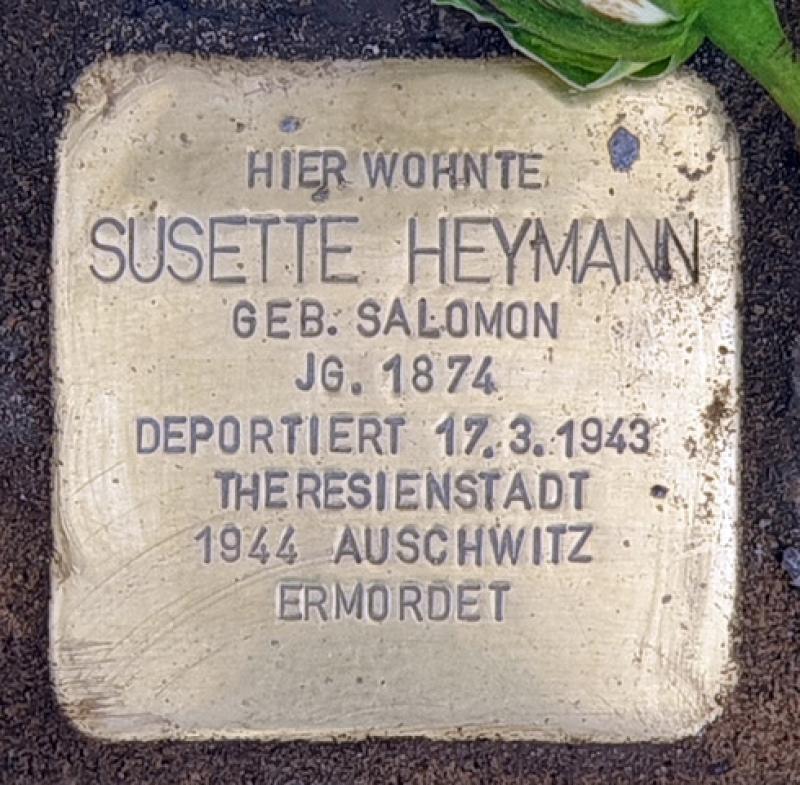 HIER WOHNTE
SUSETTE HEYMANN
GEB. SALOMON
JG. 1874
DEPORTIERT 17.3.1943
THERESIENSTADT
1944 AUSCHWITZ
ERMORDET